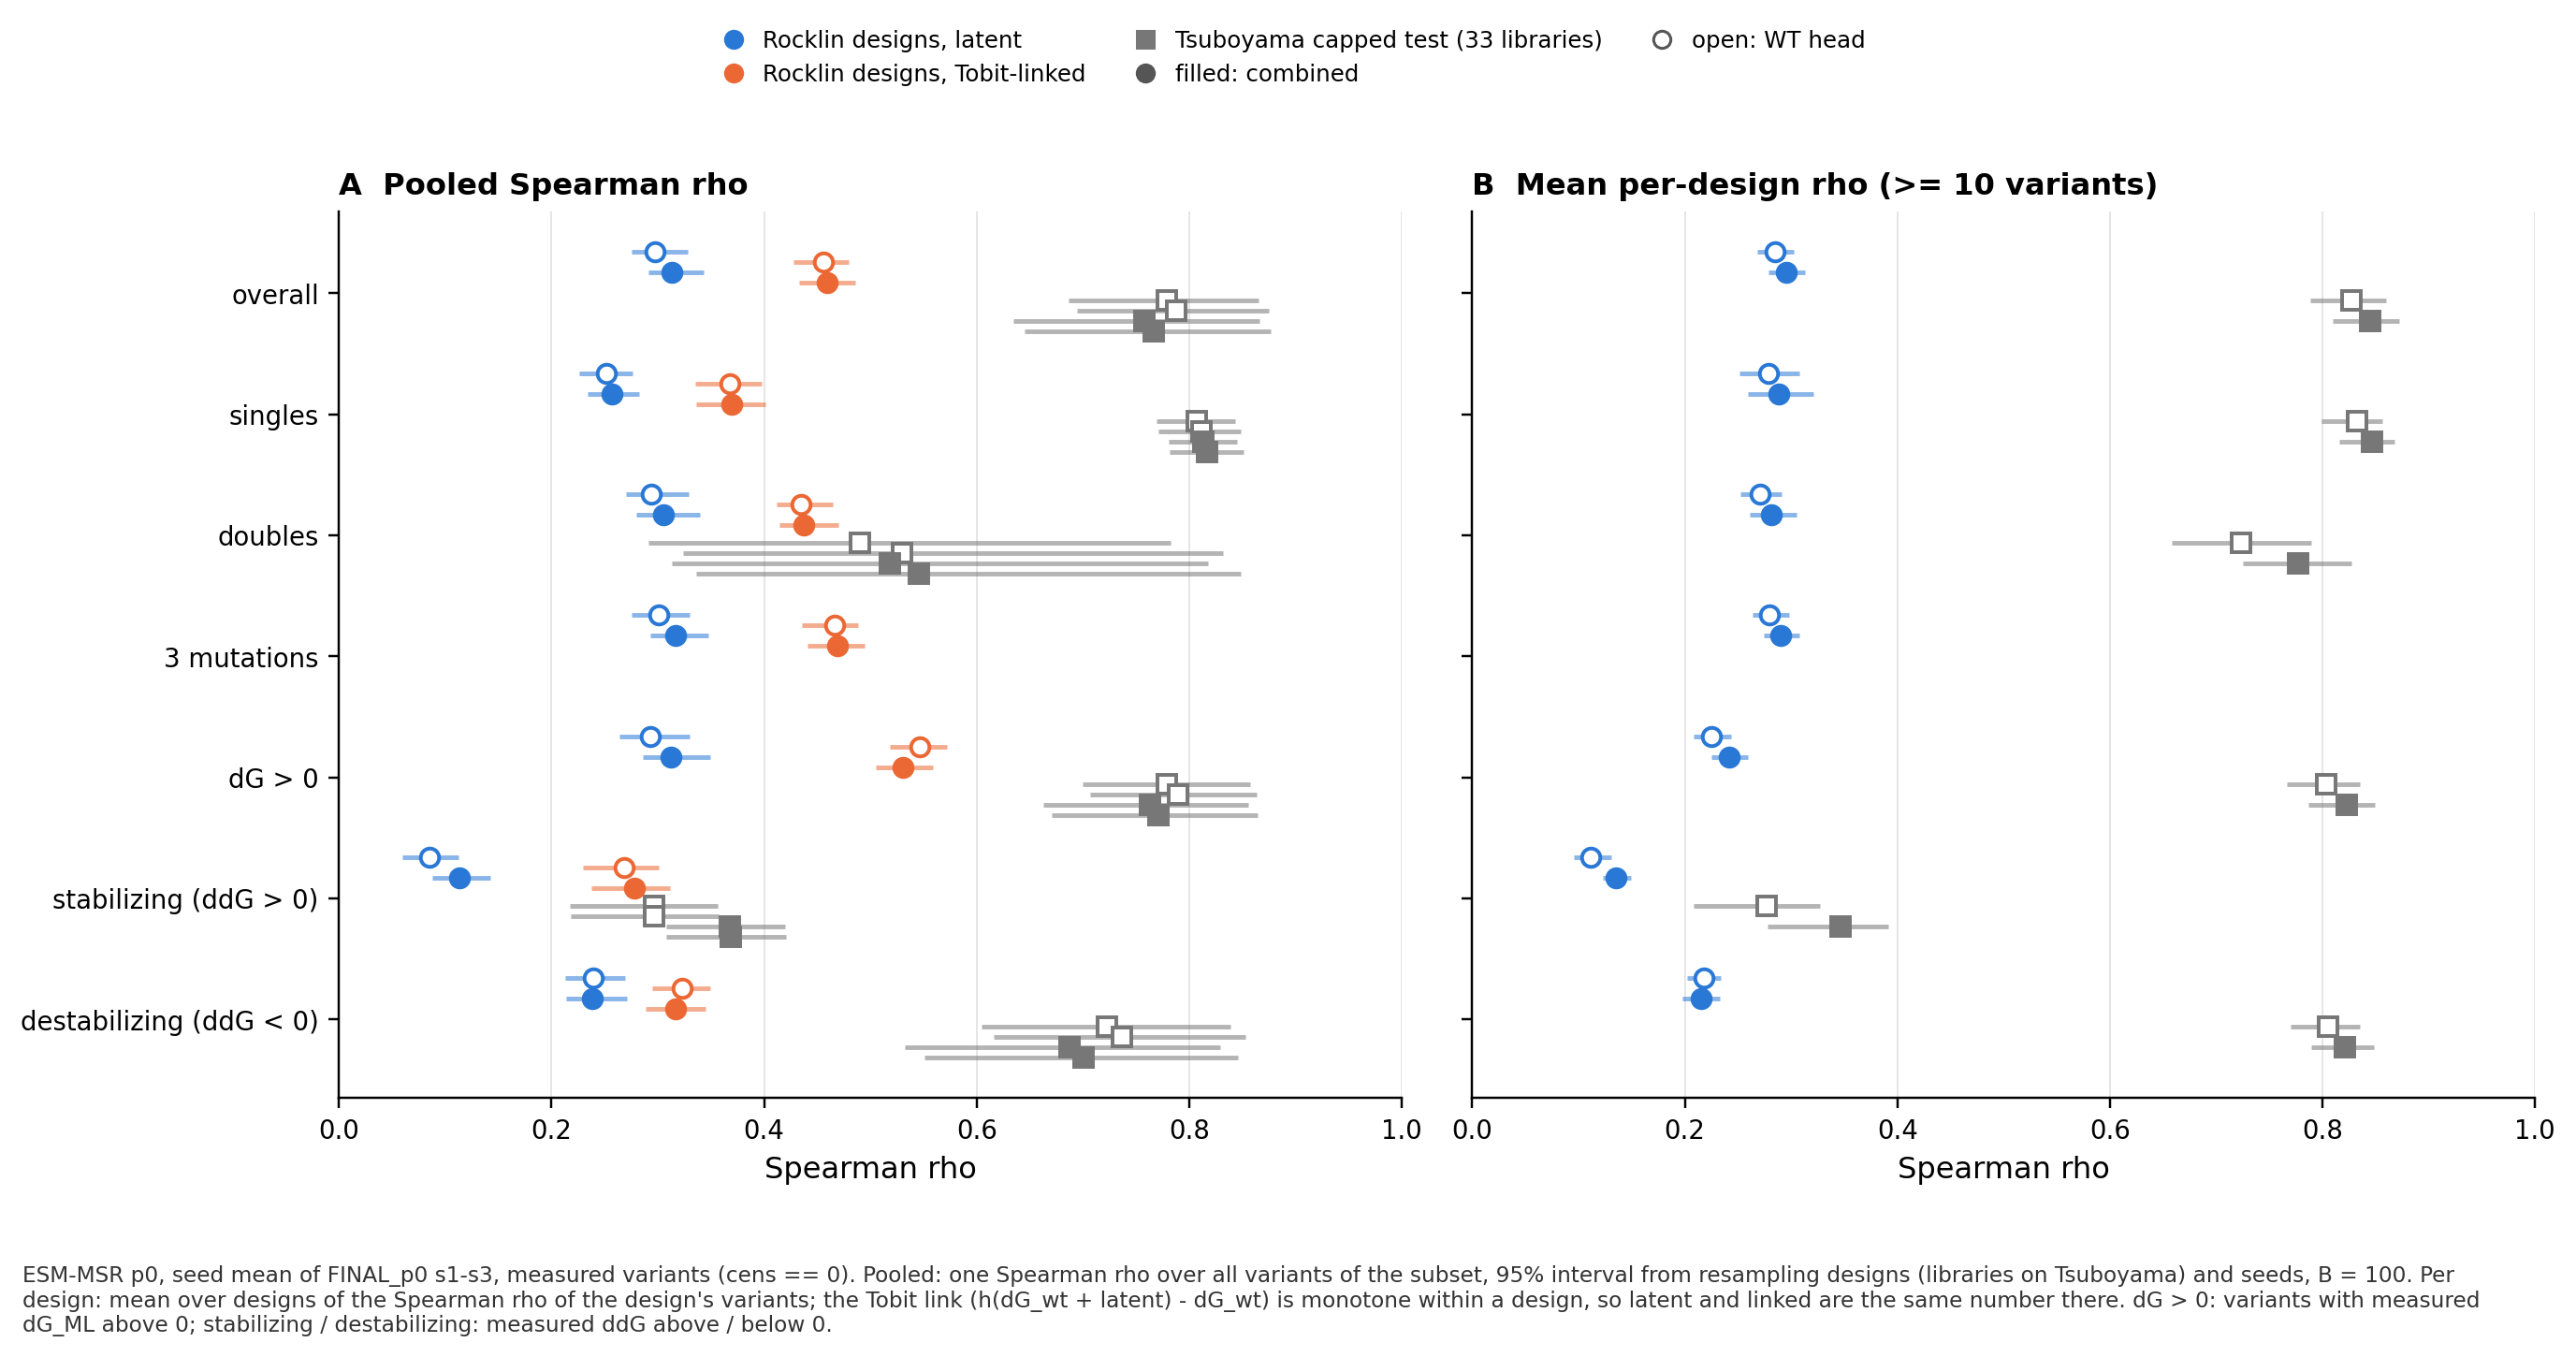 Rocklin designs, latent
Rocklin designs, Tobit-linked
Tsuboyama capped test (33 libraries)
filled: combined
open: WT head
A Pooled Spearman rho
B Mean per-design rho (>= 10 variants)
overall
singles
doubles
3 mutations
dG > 0
stabilizing (ddG > 0)
destabilizing (ddG < 0)
0.0 0.2 0.4 0.6 0.8 1.0
Spearman rho
0.0 0.2 0.4 0.6 0.8 1.0
Spearman rho
ESM-MSR p0, seed mean of FINAL_p0 s1-s3, measured variants (cens == 0). Pooled: one Spearman rho over all variants of the subset, 95% interval from resampling designs (libraries on Tsuboyama) and seeds, B = 100. Per
design: mean over designs of the Spearman rho of the design's variants; the Tobit link (h(dG_wt + latent) - dG_wt) is monotone within a design, so latent and linked are the same number there. dG > 0: variants with measured
dG_ML above 0; stabilizing / destabilizing: measured ddG above / below 0.